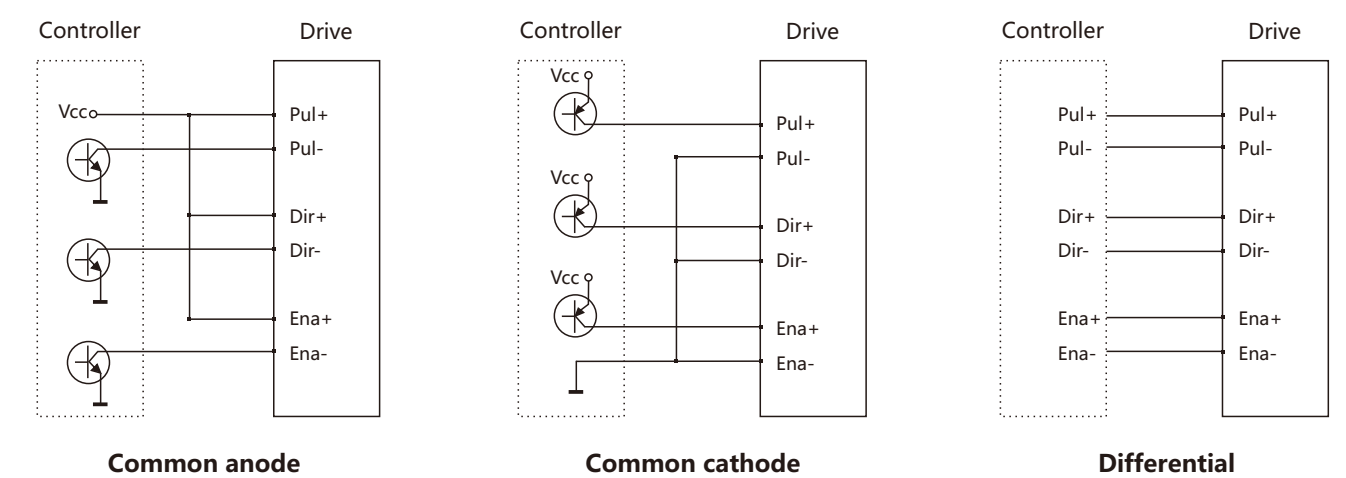 Controller Drive
Vcc
Pul+
Pul-
Dir+
Dir-
Ena+
Ena-
Common anode
Controller Drive
Vcc
Pul+
Pul-
Vcc
Dir+
Dir-
Vcc
Ena+
Ena-
Common cathode
Controller Drive
Pul+ Pul+
Pul- Pul-
Dir+ Dir+
Dir- Dir-
Ena+ Ena+
Ena- Ena-
Differential